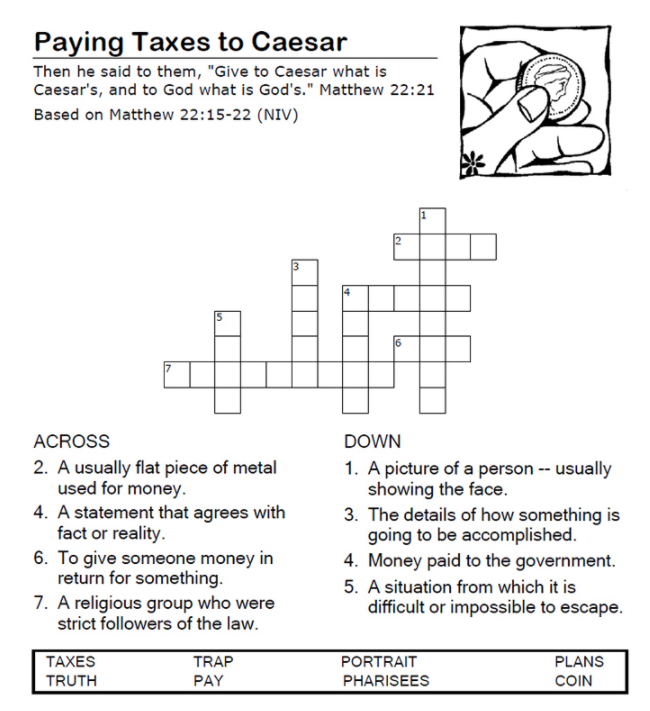 Paying Taxes to Caesar
Then he said to them, "Give to Caesar what is
Caesar's, and to God what is God's." Matthew 22:21
Based on Matthew 22:15-22 (NIV)
1
2
3
4
5
6
7
ACROSS
2. A usually flat piece of metal
used for money.
4. A statement that agrees with
fact or reality.
6. To give someone money in
return for something.
7. A religious group who were
strict followers of the law.
DOWN
1. A picture of a person -- usually
showing the face.
3. The details of how something is
going to be accomplished.
4. Money paid to the government.
5. A situation from which it is
difficult or impossible to escape.
TAXES TRAP PORTRAIT PLANS
TRUTH PAY PHARISEES COIN